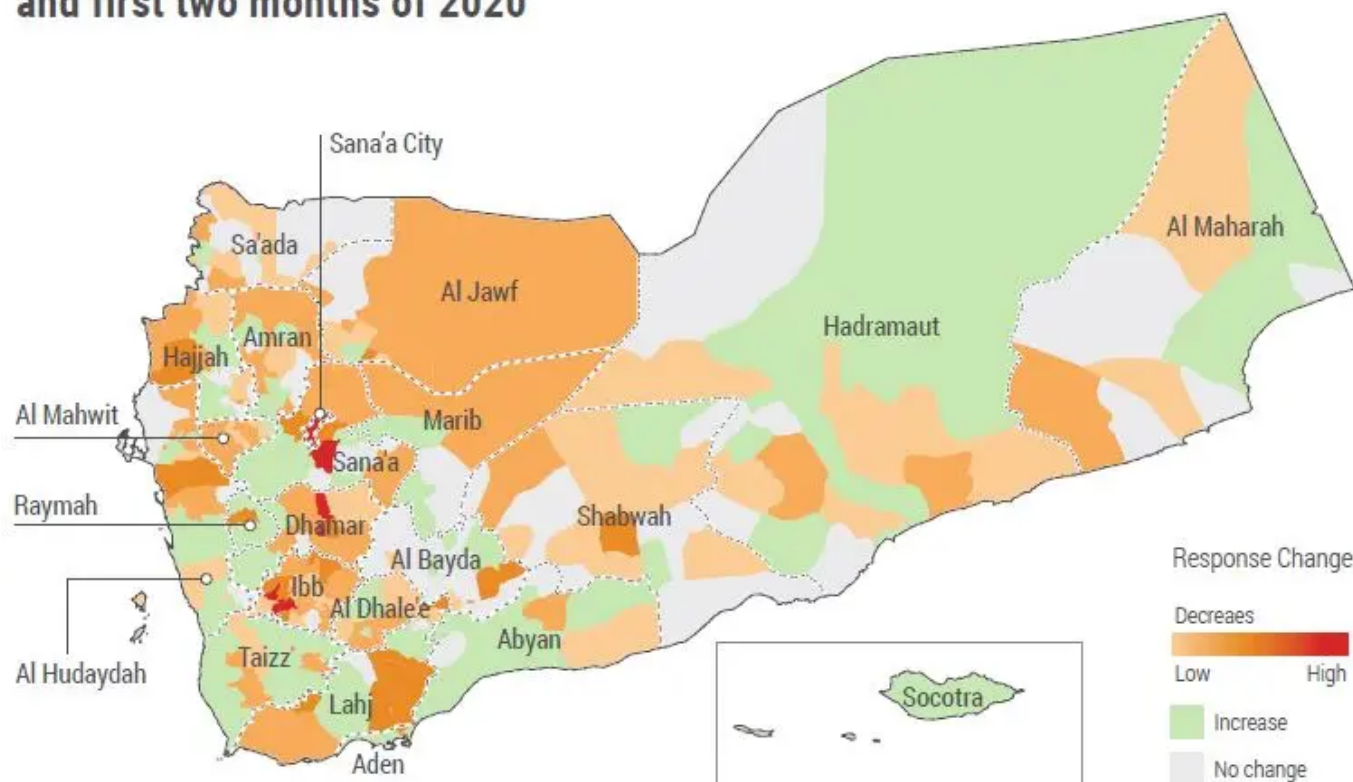 and first two months of 2020
Sana'a City
Sa'ada
Al Jawf
Al Maharah
Hadramaut
Amran
Hajjah
Al Mahwit
Marib
Sana'a
Raymah
Dhamar
Shabwah
Al Bayda
Ibb
Al Dhale'e
Abyan
Al Hudaydah
Taizz
Lahj
Aden
Socotra
Response Change
Decreaes
Low High
Increase
No change